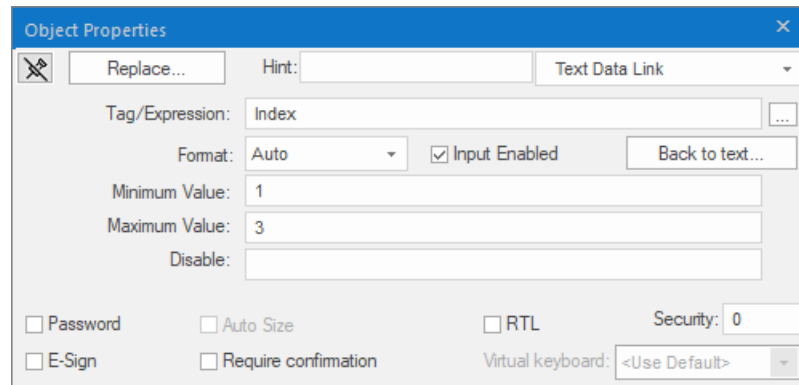 Object Properties
Replace... Hint: Text Data Link
Tag/Expression: Index ...
Format: Auto Input Enabled Back to text...
Minimum Value: 1
Maximum Value: 3
Disable:
Password Auto Size RTL Security: 0
E-Sign Require confirmation Virtual keyboard: <Use Default>